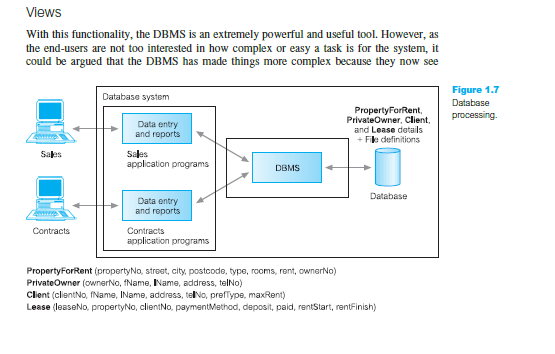 Views
With this functionality, the DBMS is an extremely powerful and useful tool. However, as
the end-users are not too interested in how complex or easy a task is for the system, it
could be argued that the DBMS has made things more complex because they now see
Figure 1.7
Database
processing.
Database system
Data entry
and reports
Sales
Sales
application programs
PropertyForRent,
PrivateOwner, Client,
and Lease details
+ File definitions
DBMS
Database
Data entry
and reports
Contracts
Contracts
application programs
PropertyForRent (propertyNo, street, city, postcode, type, rooms, rent, ownerNo)
PrivateOwner (ownerNo, fName, lName, address, telNo)
Client (clientNo, fName, lName, address, telNo, prefType, maxRent)
Lease (leaseNo, propertyNo, clientNo, paymentMethod, deposit, paid, rentStart, rentFinish)